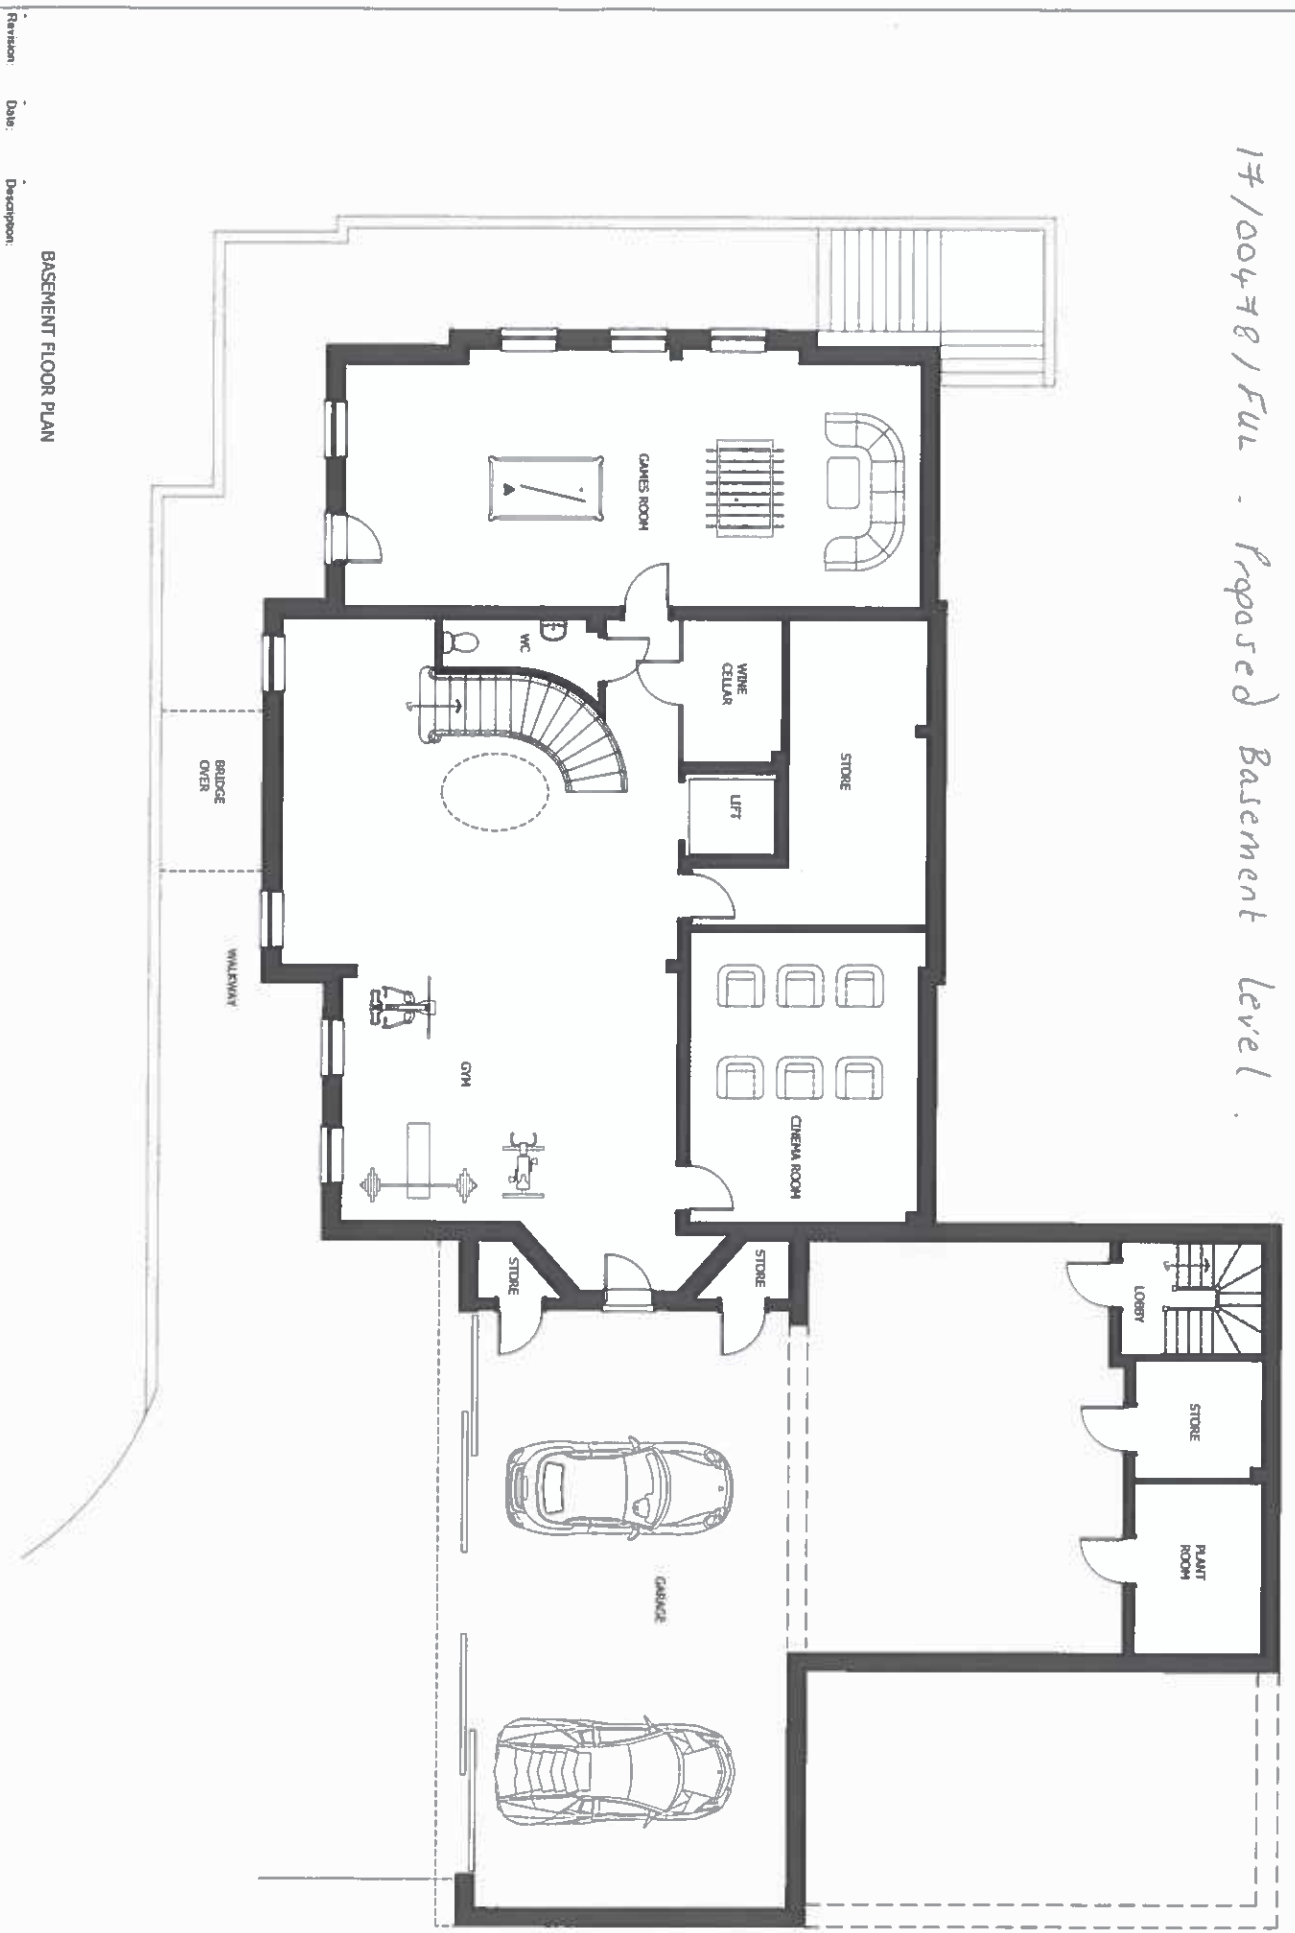 17/00478/FUL - Proposed Basement Level.
GAMES ROOM
WC
WINE
CELLAR
STORE
LIFT
BRIDGE
OVER
WALKWAY
GYM
CINEMA ROOM
STORE
STORE
LOBBY
STORE
PLANT
ROOM
GARAGE
BASEMENT FLOOR PLAN
Revision: Date: Description: